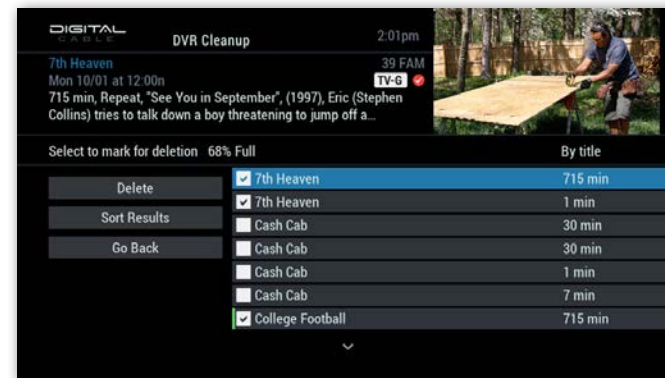 DIGITAL
CABLE
DVR Cleanup
2:01pm
7th Heaven
39 FAM
Mon 10/01 at 12:00n
TV-G
715 min, Repeat, "See You in September", (1997), Eric (Stephen
Collins) tries to talk down a boy threatening to jump off a...
Select to mark for deletion 68% Full
By title
Delete
Sort Results
Go Back
7th Heaven 715 min
7th Heaven 1 min
Cash Cab 30 min
Cash Cab 30 min
Cash Cab 1 min
Cash Cab 7 min
College Football 715 min